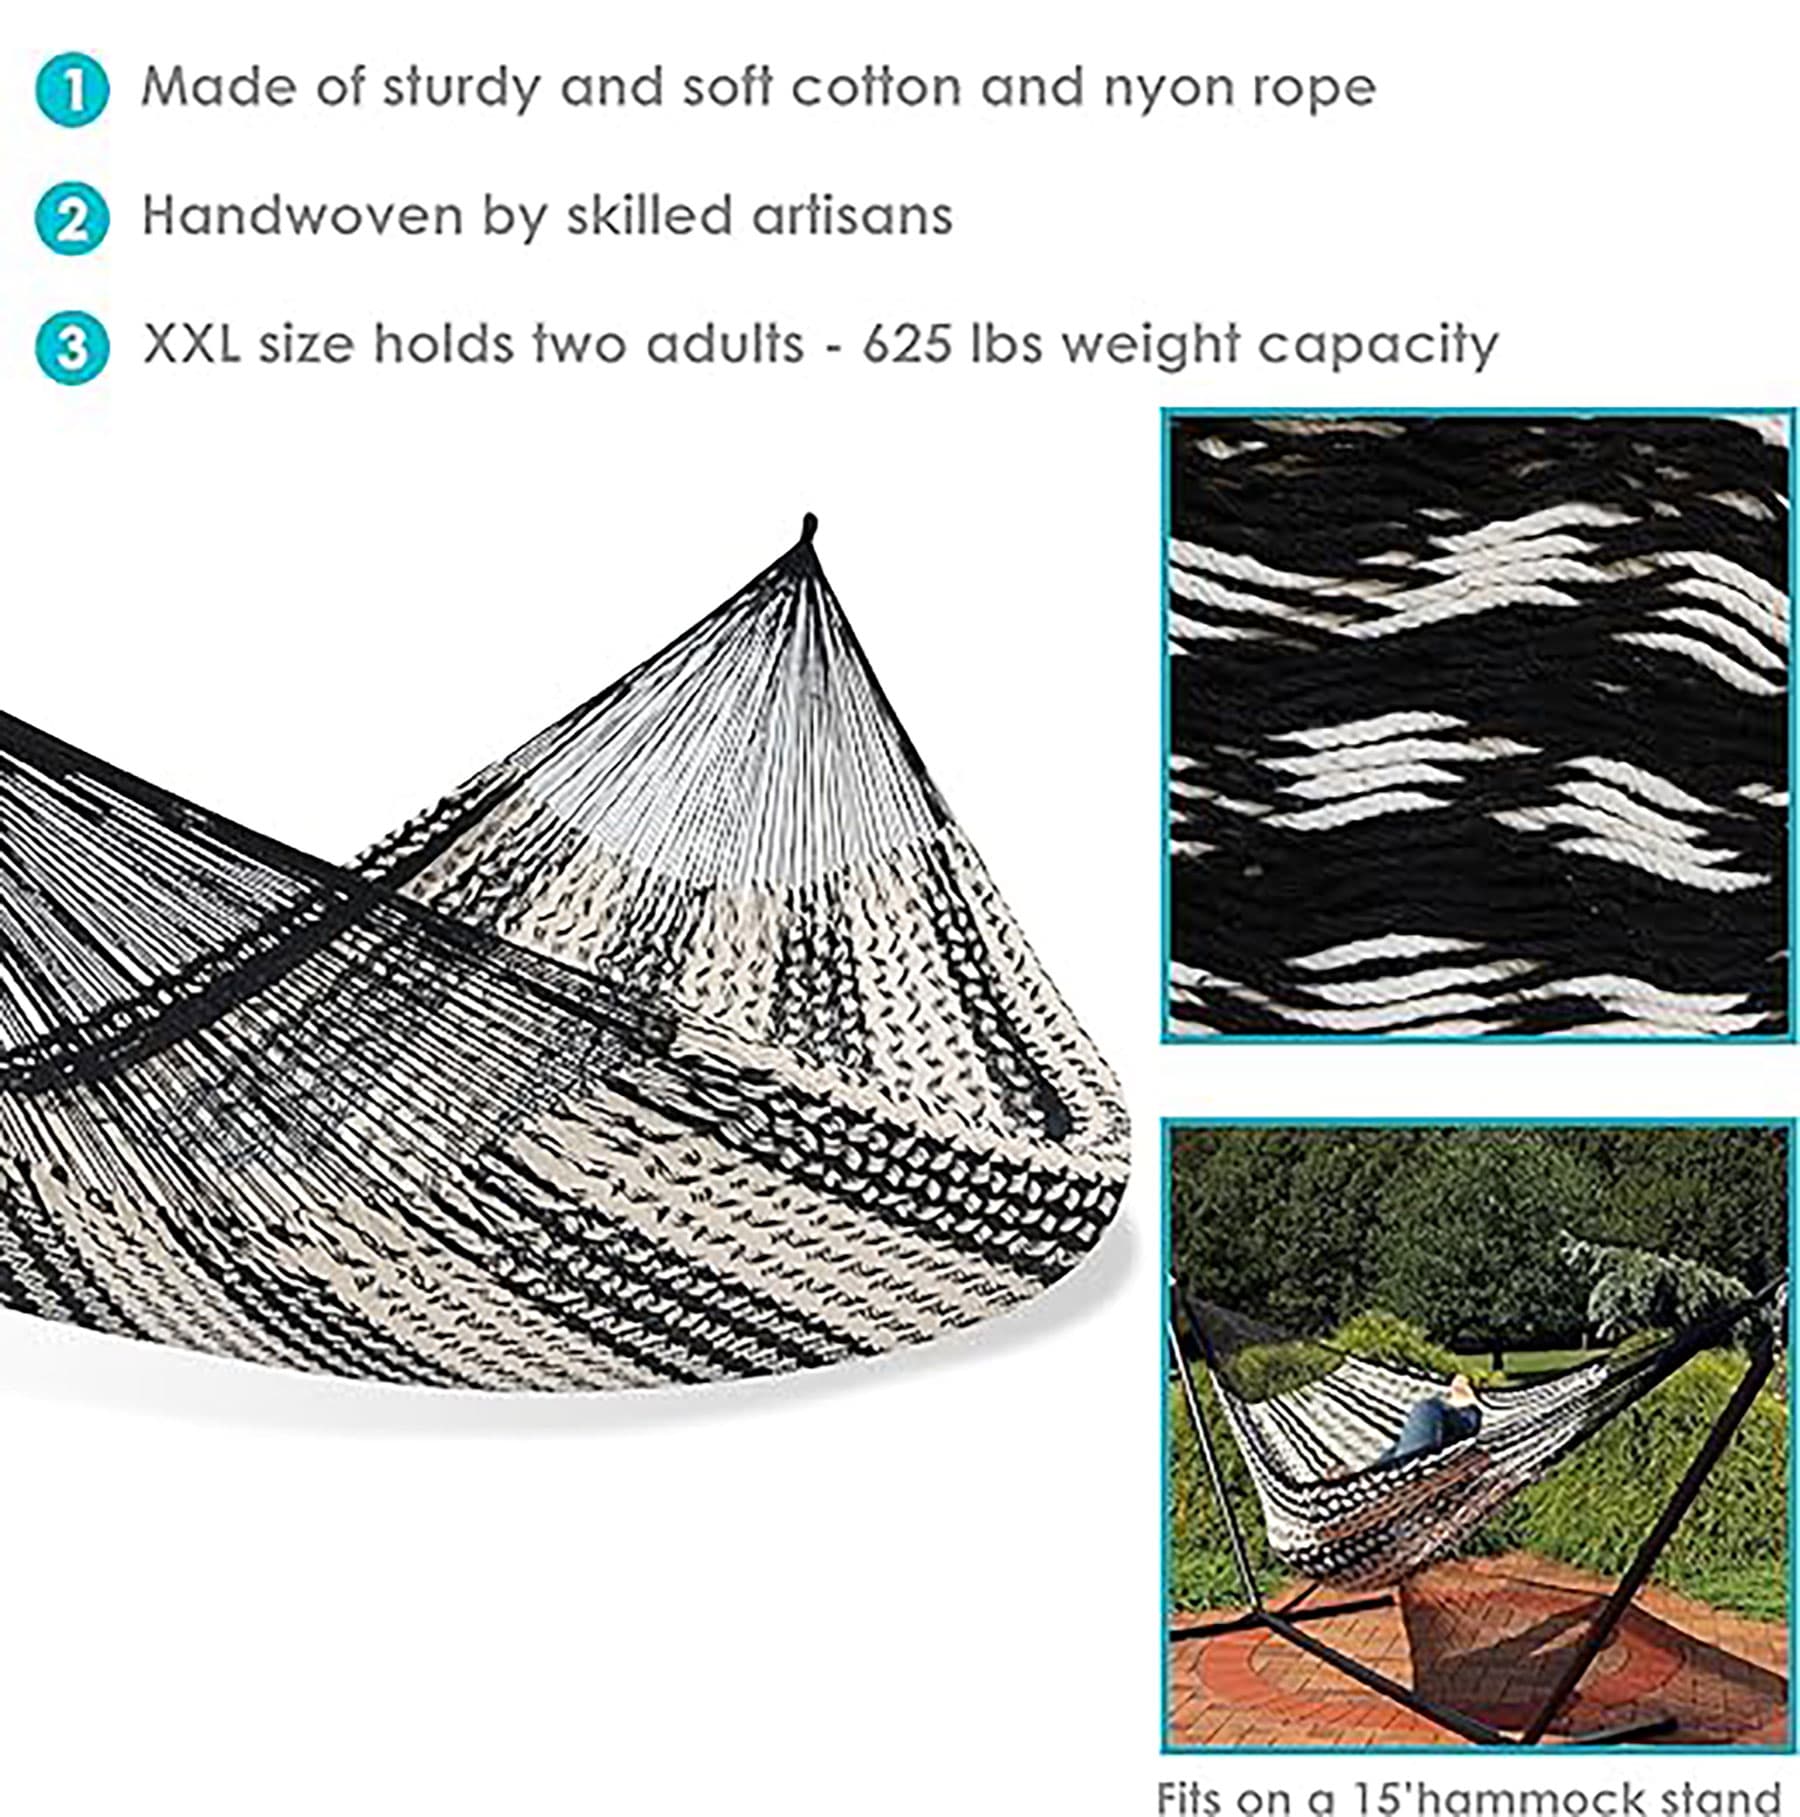 1 Made of sturdy and soft cotton and nyon rope
2 Handwoven by skilled artisans
3 XXL size holds two adults - 625 lbs weight capacity
Fits on a 15'hammock stand